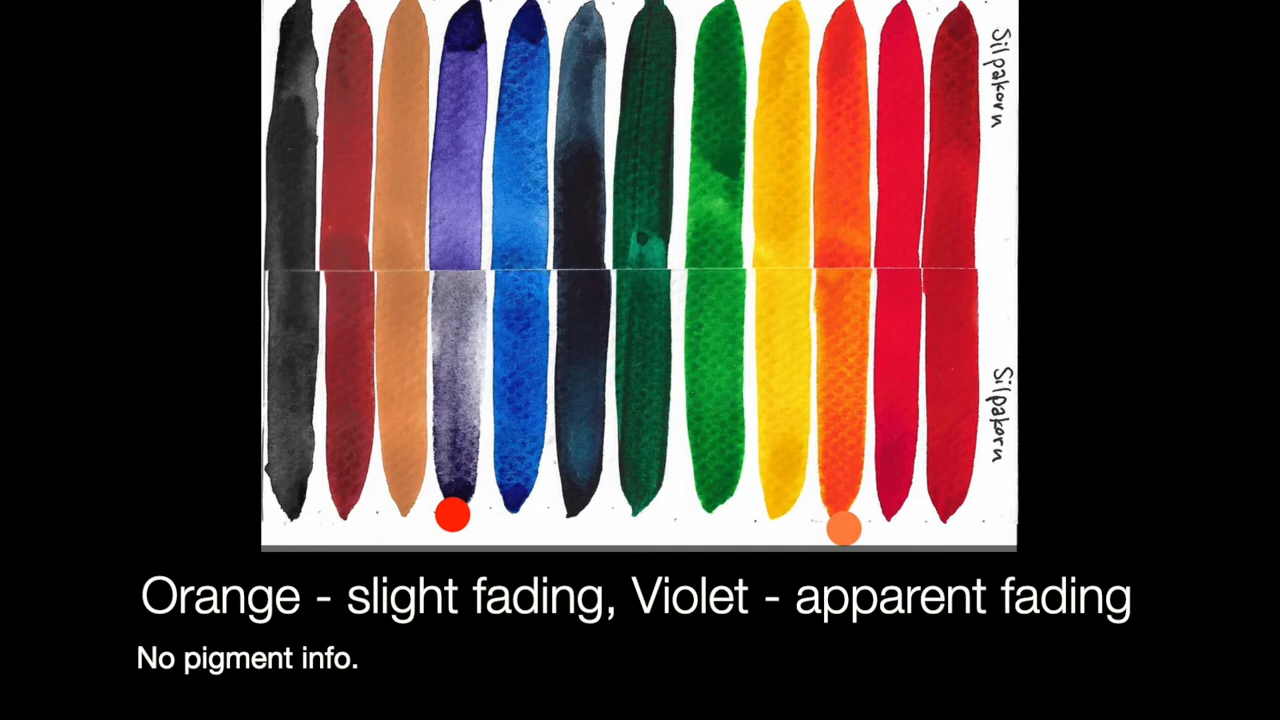 Silpakorn
Silpakorn
Orange - slight fading, Violet - apparent fading
No pigment info.